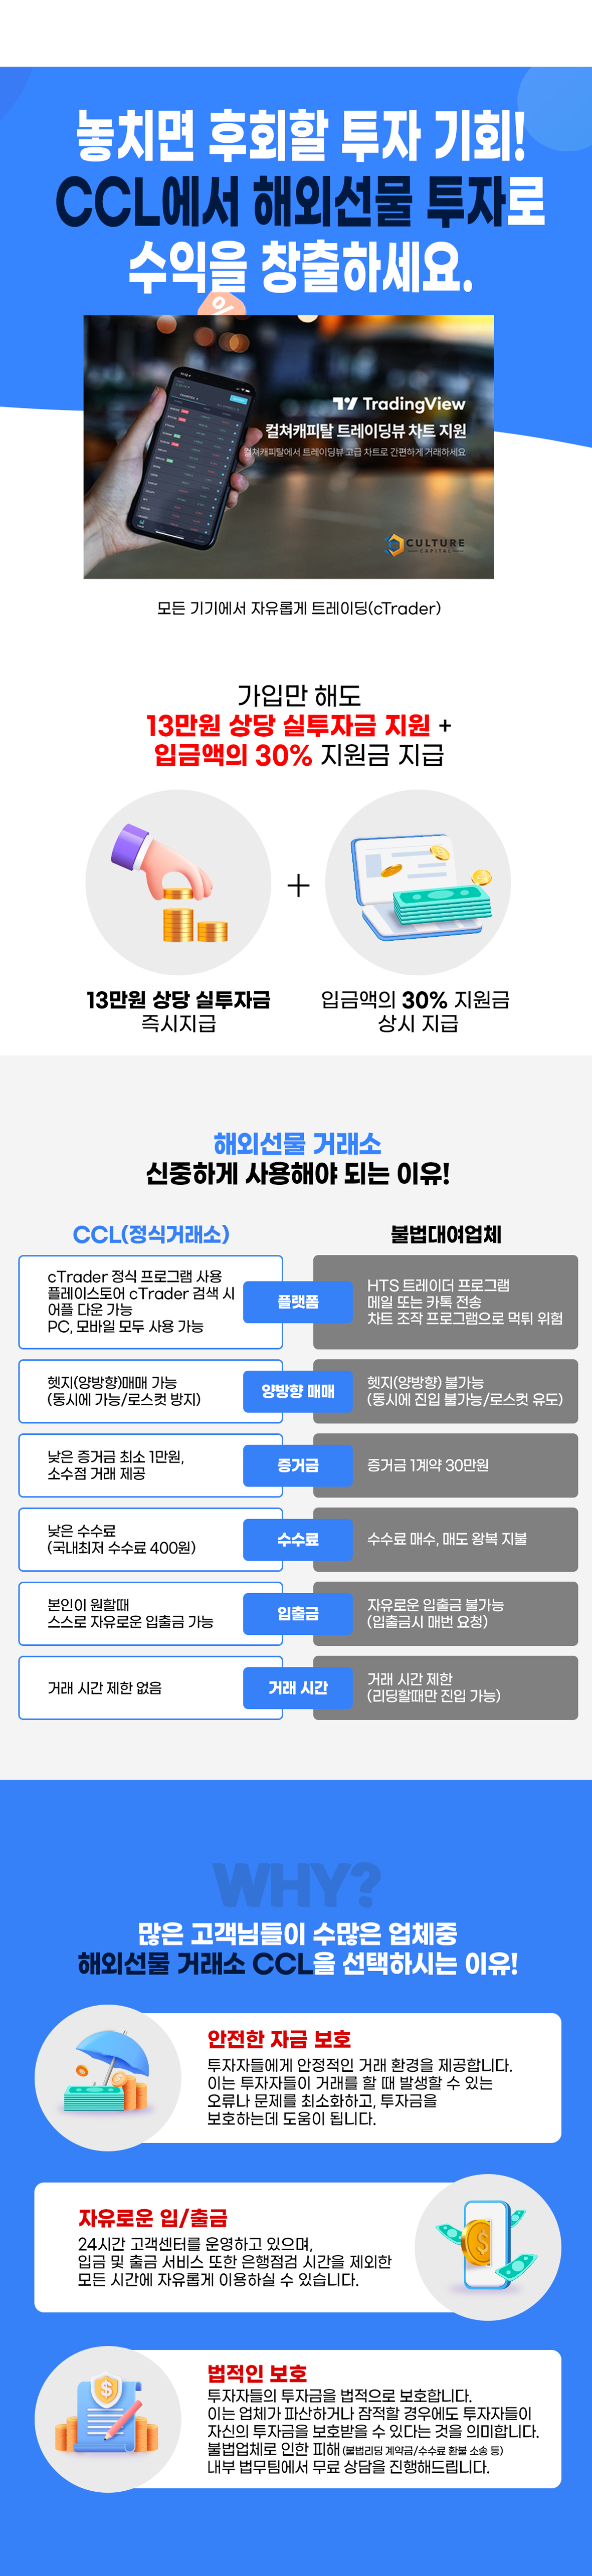 놓치면 후회할 투자 기회!
CCL에서 해외선물 투자로
수익을 창출하세요.
TradingView
컬쳐캐피탈 트레이딩뷰 차트 지원
컬쳐캐피탈에서 트레이딩뷰 고급 차트로 간편하게 거래하세요
CULTURE
CAPITAL
모든 기기에서 자유롭게 트레이딩(cTrader)
가입만 해도
13만원 상당 실투자금 지원 +
입금액의 30% 지원금 지급
+
13만원 상당 실투자금
즉시지급
입금액의 30% 지원금
상시 지급
해외선물 거래소
신중하게 사용해야 되는 이유!
CCL(정식거래소)
불법대여업체
cTrader 정식 프로그램 사용
플레이스토어 cTrader 검색 시
어플 다운 가능
PC, 모바일 모두 사용 가능
플랫폼
HTS 트레이더 프로그램
메일 또는 카톡 전송
차트 조작 프로그램으로 먹튀 위험
헷지(양방향)매매 가능
(동시에 가능/로스컷 방지)
양방향 매매
헷지(양방향) 불가능
(동시에 진입 불가능/로스컷 유도)
낮은 증거금 최소 1만원,
소수점 거래 제공
증거금
증거금 1계약 30만원
낮은 수수료
(국내최저 수수료 400원)
수수료
수수료 매수, 매도 왕복 지불
본인이 원할때
스스로 자유로운 입출금 가능
입출금
자유로운 입출금 불가능
(입출금시 매번 요청)
거래 시간 제한 없음
거래 시간
거래 시간 제한
(리딩할때만 진입 가능)
WHY?
많은 고객님들이 수많은 업체중
해외선물 거래소 CCL을 선택하시는 이유!
안전한 자금 보호
투자자들에게 안정적인 거래 환경을 제공합니다.
이는 투자자들이 거래를 할 때 발생할 수 있는
오류나 문제를 최소화하고, 투자금을
보호하는데 도움이 됩니다.
자유로운 입/출금
24시간 고객센터를 운영하고 있으며,
입금 및 출금 서비스 또한 은행점검 시간을 제외한
모든 시간에 자유롭게 이용하실 수 있습니다.
법적인 보호
투자자들의 투자금을 법적으로 보호합니다.
이는 업체가 파산하거나 잠적할 경우에도 투자자들이
자신의 투자금을 보호받을 수 있다는 것을 의미합니다.
불법업체로 인한 피해(불법리딩 계약금/수수료 환불 소송 등)
내부 법무팀에서 무료 상담을 진행해드립니다.